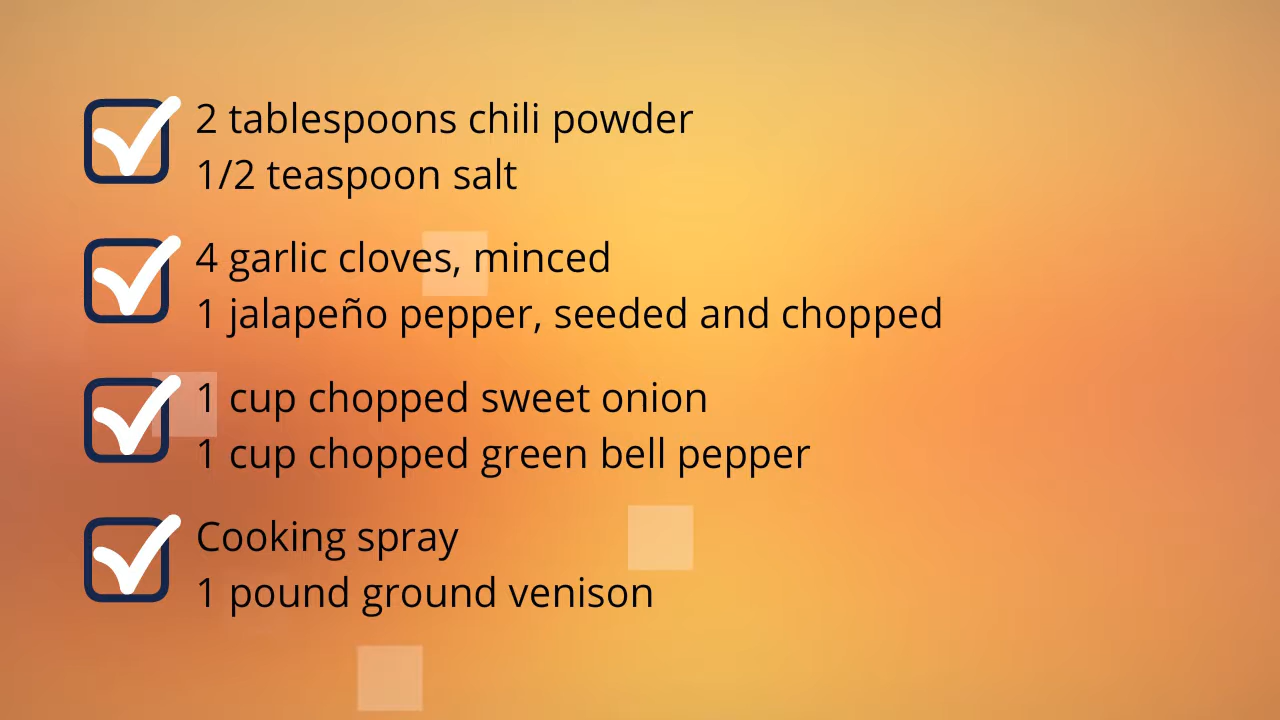 2 tablespoons chili powder
1/2 teaspoon salt
4 garlic cloves, minced
1 jalapeño pepper, seeded and chopped
1 cup chopped sweet onion
1 cup chopped green bell pepper
Cooking spray
1 pound ground venison